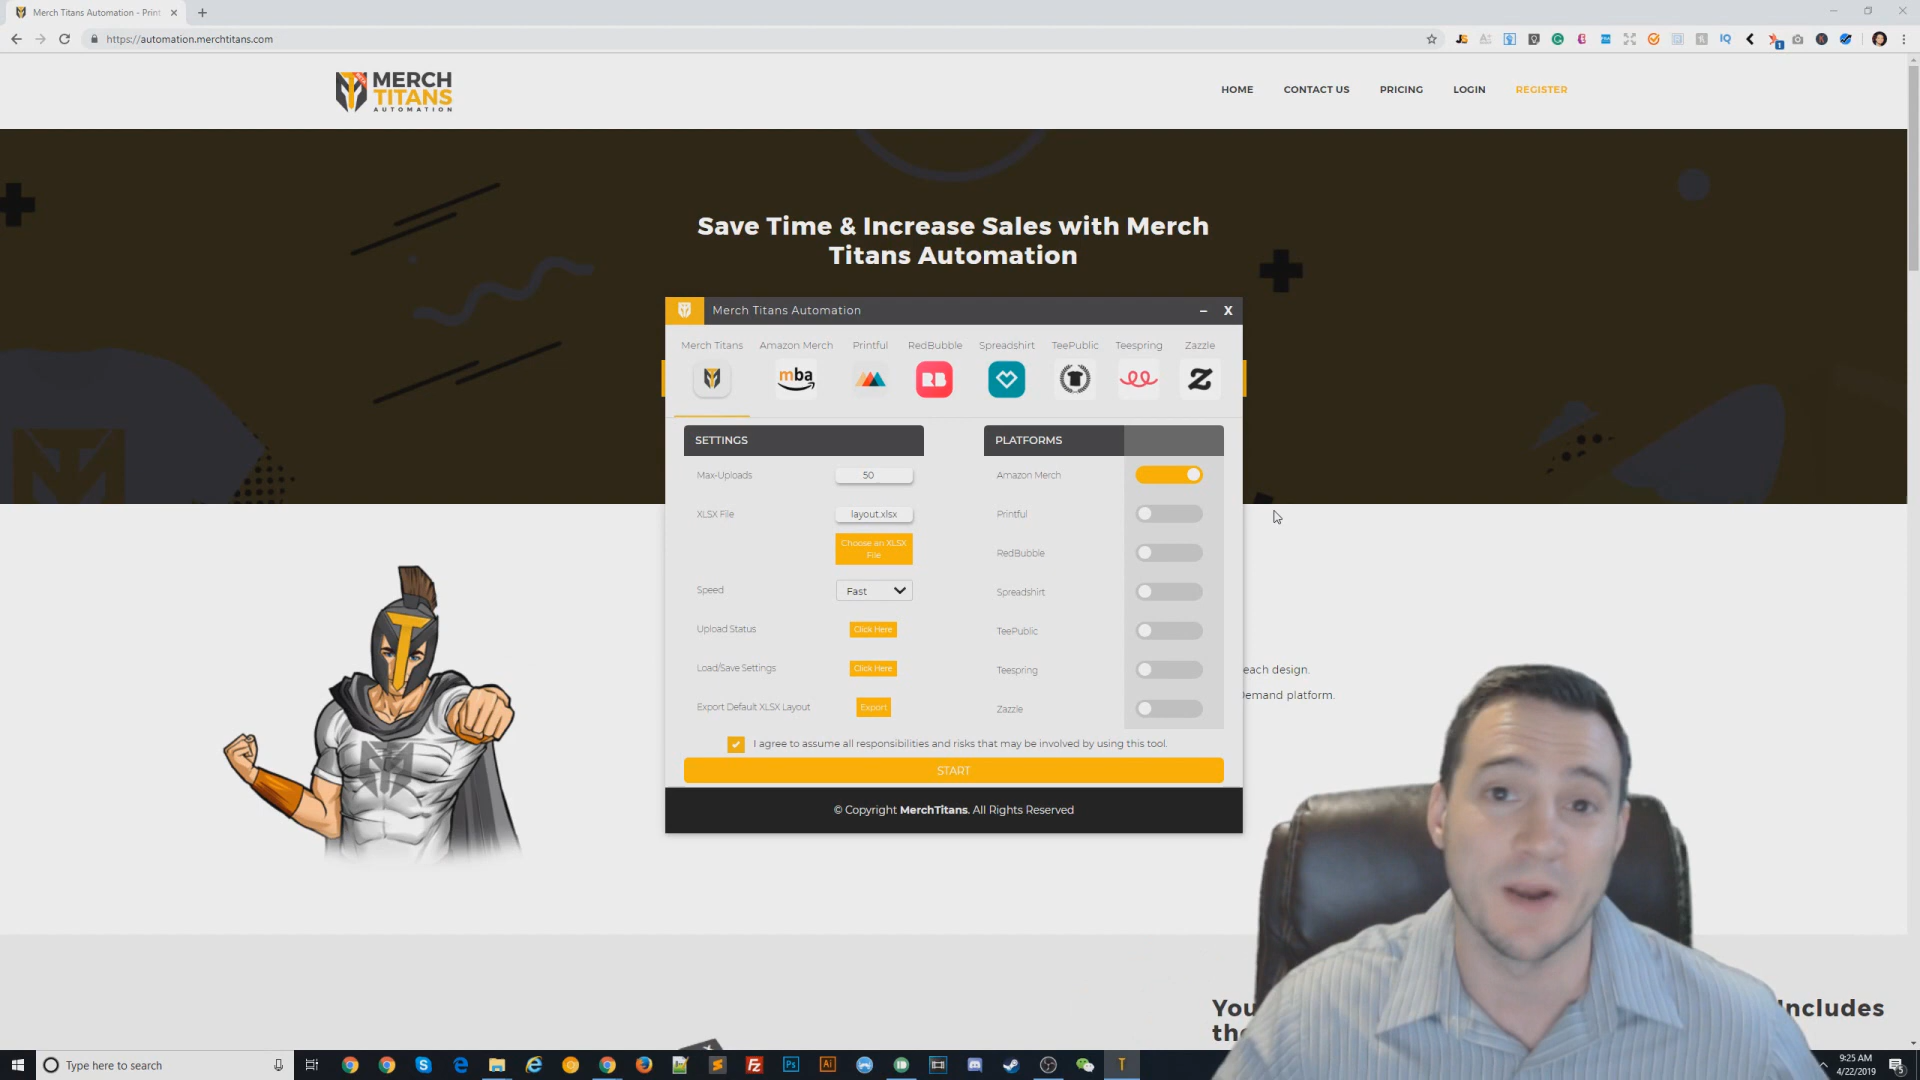 Merch Titans Automation - Print
https://automation.merchtitans.com
MERCH
TITANS
AUTOMATION
HOME
CONTACT US
PRICING
LOGIN
REGISTER
Save Time & Increase Sales with Merch
Titans Automation
Merch Titans Automation
Merch Titans
Amazon Merch
Printful
RedBubble
Spreadshirt
TeePublic
Teespring
Zazzle
mba
RB
SETTINGS
Max-Uploads
50
XLSX File
layout.xlsx
Choose an XLSX
File
Speed
Fast
Upload Status
Click Here
Load/Save Settings
Click Here
Export Default XLSX Layout
Export
PLATFORMS
Amazon Merch
Printful
RedBubble
Spreadshirt
TeePublic
Teespring
Zazzle
I agree to assume all responsibilities and risks that may be involved by using this tool.
START
© Copyright MerchTitans. All Rights Reserved
each design.
Demand platform.
You
Includes
the
Type here to search
9:25 AM
4/22/2019